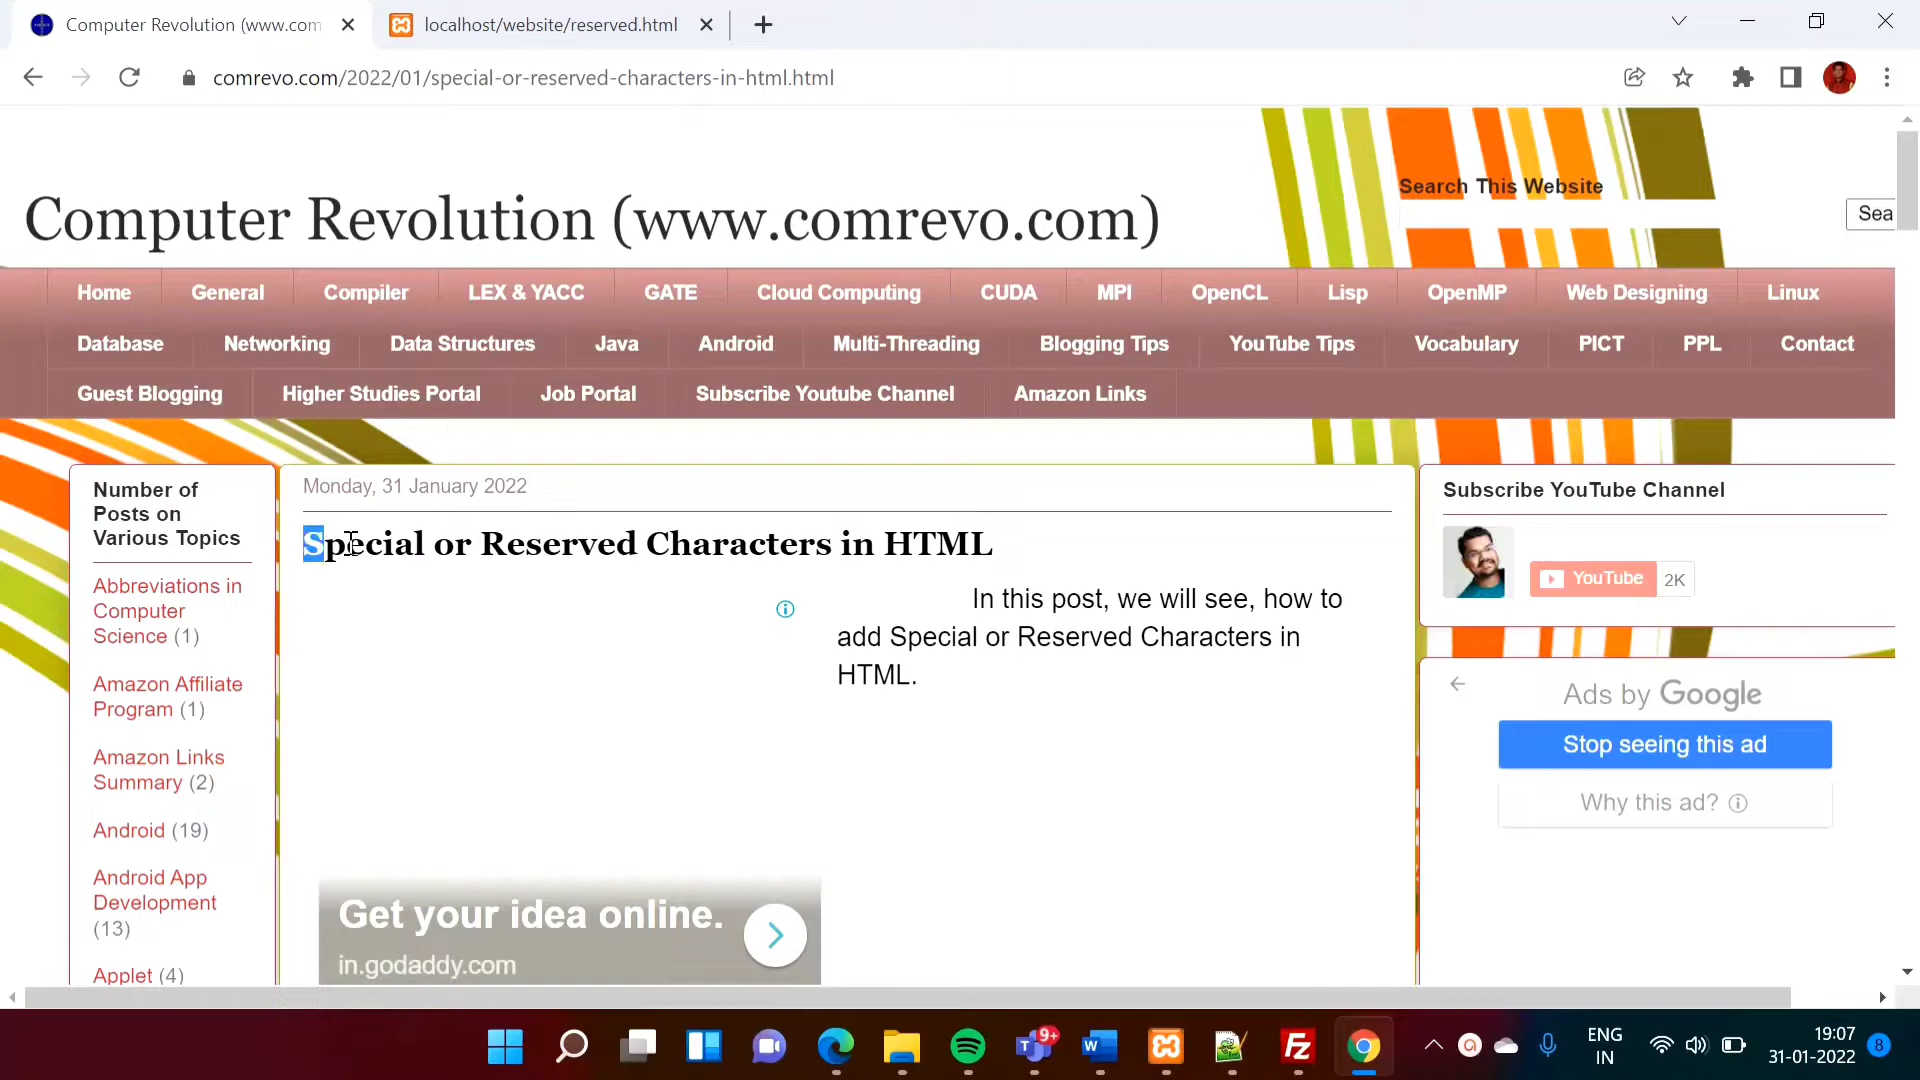 Computer Revolution (www.com
localhost/website/reserved.html
comrevo.com/2022/01/special-or-reserved-characters-in-html.html
Search This Website
Sea
Computer Revolution (www.comrevo.com)
Home General Compiler LEX & YACC GATE Cloud Computing CUDA MPI OpenCL Lisp OpenMP Web Designing Linux
Database Networking Data Structures Java Android Multi-Threading Blogging Tips YouTube Tips Vocabulary PICT PPL Contact
Guest Blogging Higher Studies Portal Job Portal Subscribe Youtube Channel Amazon Links
Number of
Posts on
Various Topics
Abbreviations in
Computer
Science (1)
Amazon Affiliate
Program (1)
Amazon Links
Summary (2)
Android (19)
Android App
Development
(13)
Applet (4)
Monday, 31 January 2022
Special or Reserved Characters in HTML
In this post, we will see, how to
add Special or Reserved Characters in
HTML.
Get your idea online.
in.godaddy.com
Subscribe YouTube Channel
YouTube 2K
Ads by Google
Stop seeing this ad
Why this ad?
9+
ENG
IN
19:07
31-01-2022
8